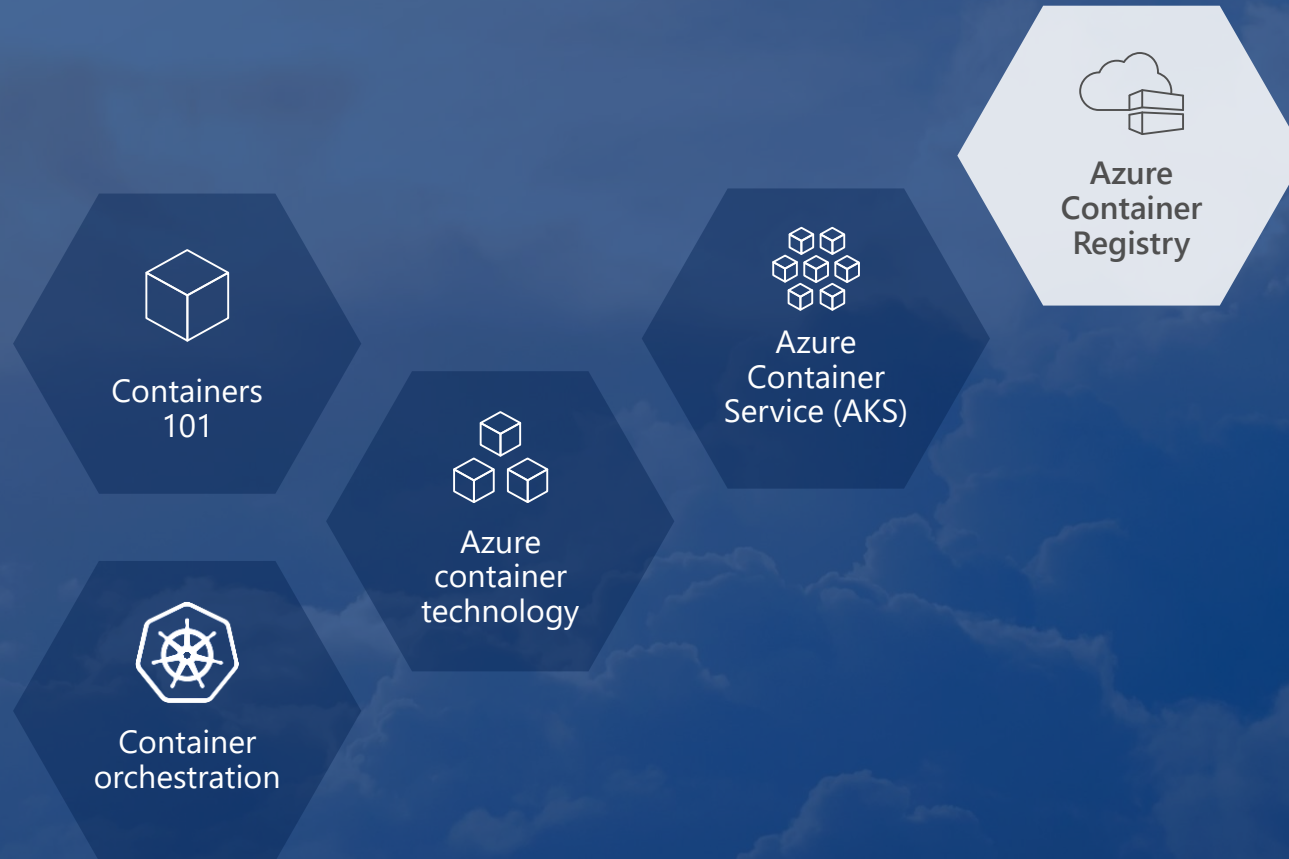 Containers
101
Container
orchestration
Azure
container
technology
Azure
Container
Service (AKS)
Azure
Container
Registry